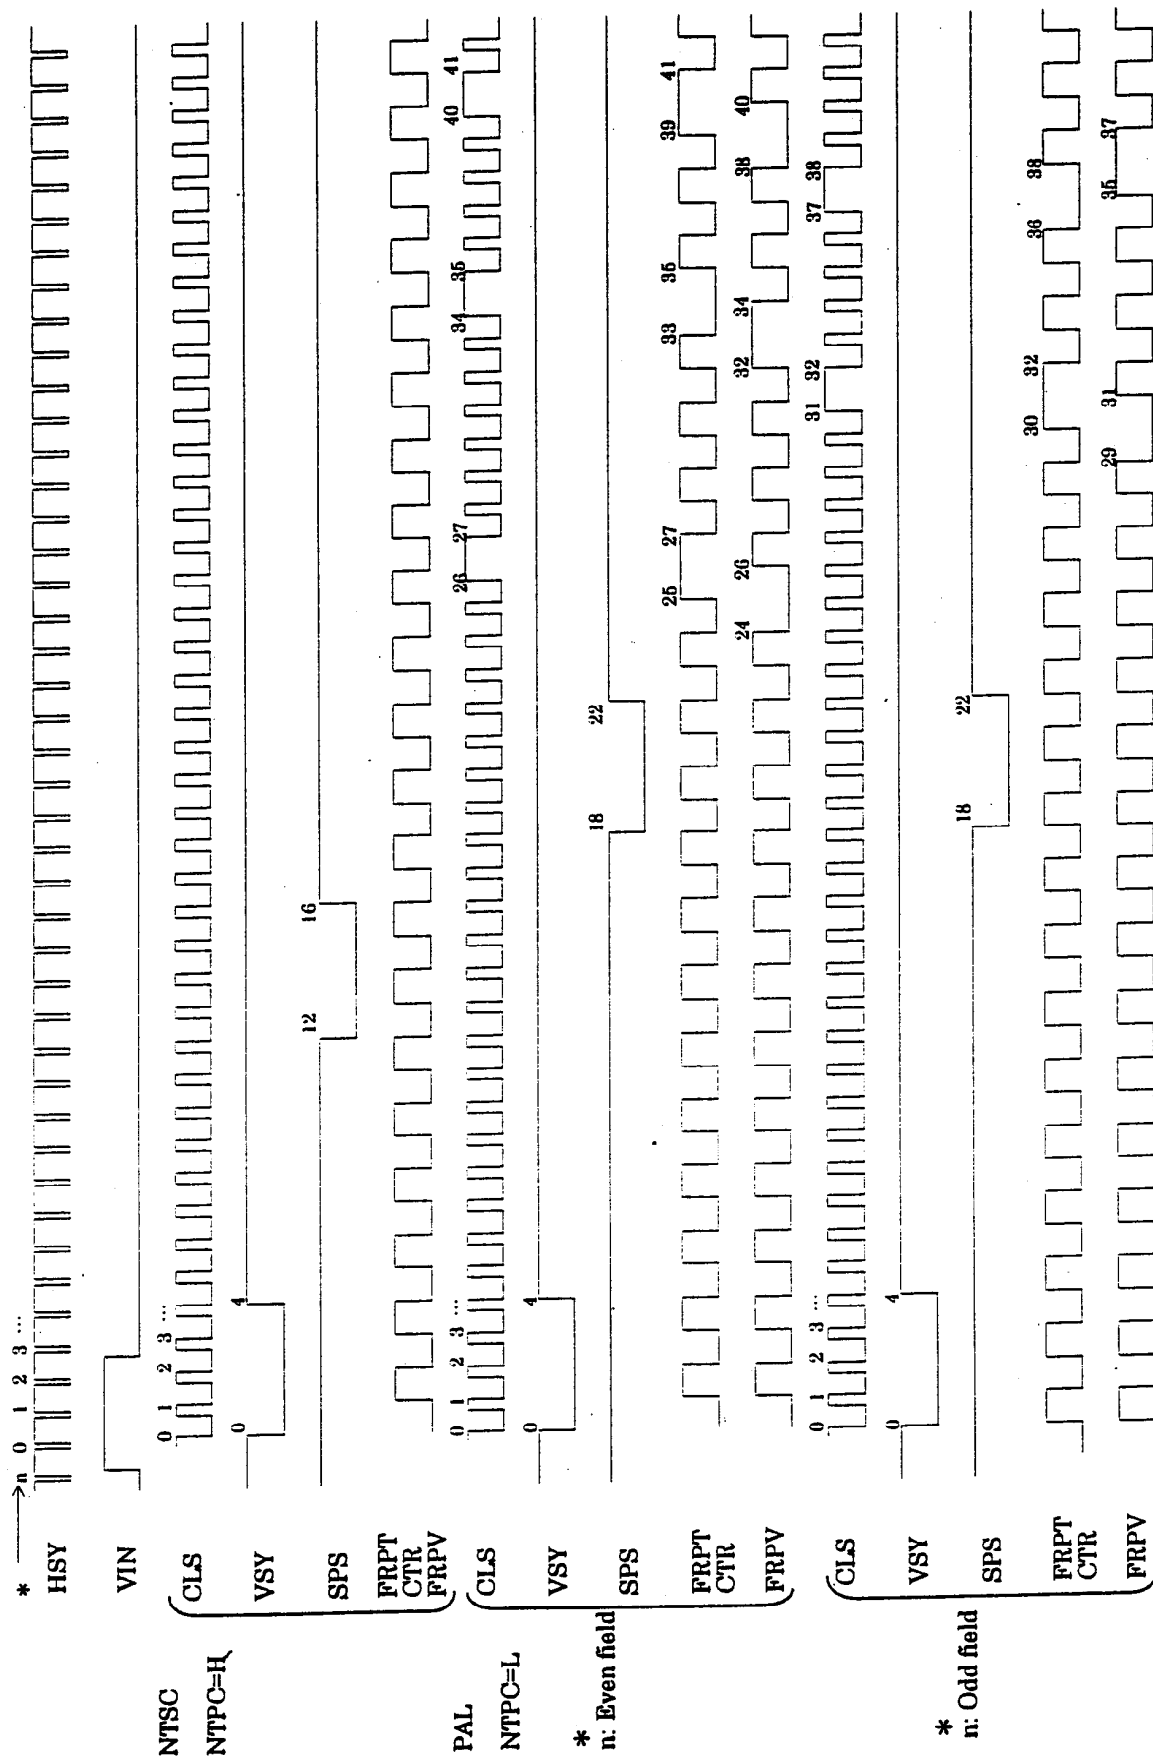 * n 0 1 2 3 ...
HSY
VIN
NTSC
NTPC=H
CLS 0 1 2 3 ...
VSY 0 4
SPS 12 16
FRPT
CTR
FRPV
PAL
NTPC=L
* n: Even field
CLS 0 1 2 3 ... 26 27 34 35 40 41
VSY 0 4
SPS 18 22
FRPT 25 27 33 35 39 41
CTR
FRPV 24 26 32 34 38 40
* n: Odd field
CLS 0 1 2 3 ... 31 32 37 38
VSY 0 4
SPS 18 22
FRPT 30 32 36 38
CTR
FRPV 29 31 35 37